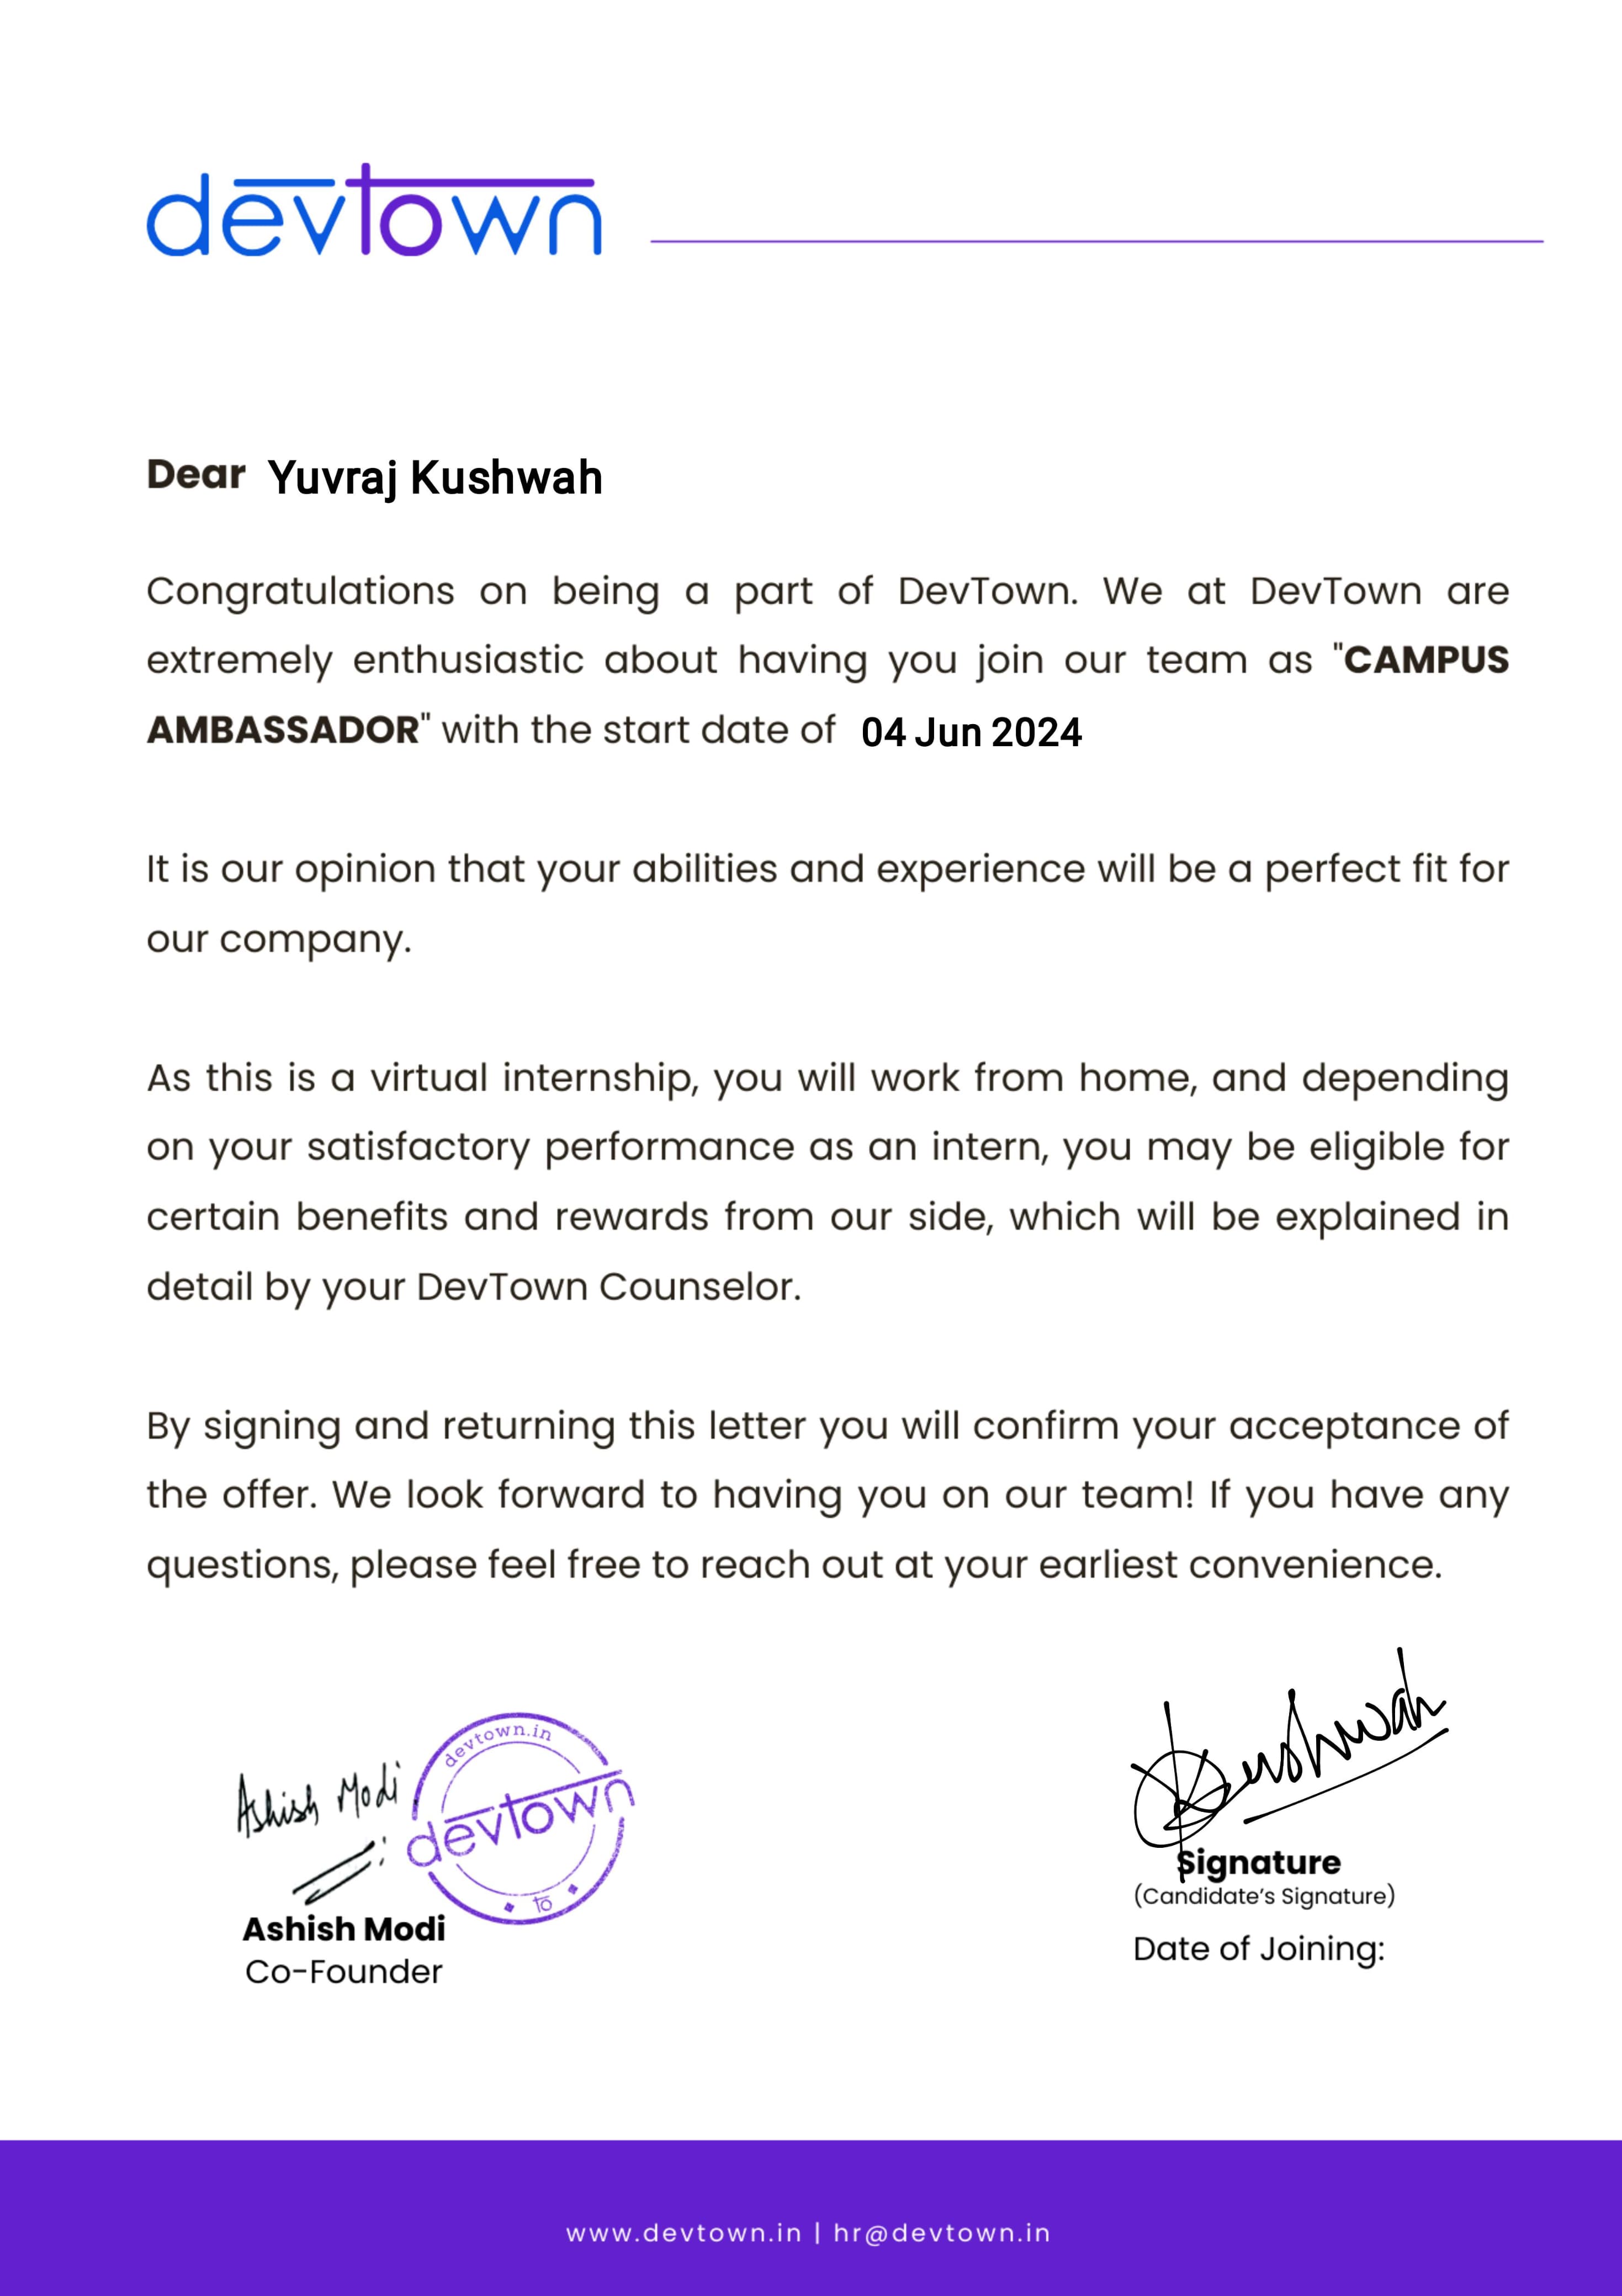 devtown
Dear Yuvraj Kushwah
Congratulations on being a part of DevTown. We at DevTown are
extremely enthusiastic about having you join our team as "CAMPUS
AMBASSADOR" with the start date of 04 Jun 2024
It is our opinion that your abilities and experience will be a perfect fit for
our company.
As this is a virtual internship, you will work from home, and depending
on your satisfactory performance as an intern, you may be eligible for
certain benefits and rewards from our side, which will be explained in
detail by your DevTown Counselor.
By signing and returning this letter you will confirm your acceptance of
the offer. We look forward to having you on our team! If you have any
questions, please feel free to reach out at your earliest convenience.
Ashish Modi
devtown.in
devtown
to
Ashish Modi
Co-Founder
Kushwah
Signature
(Candidate's Signature)
Date of Joining:
www.devtown.in | hr@devtown.in